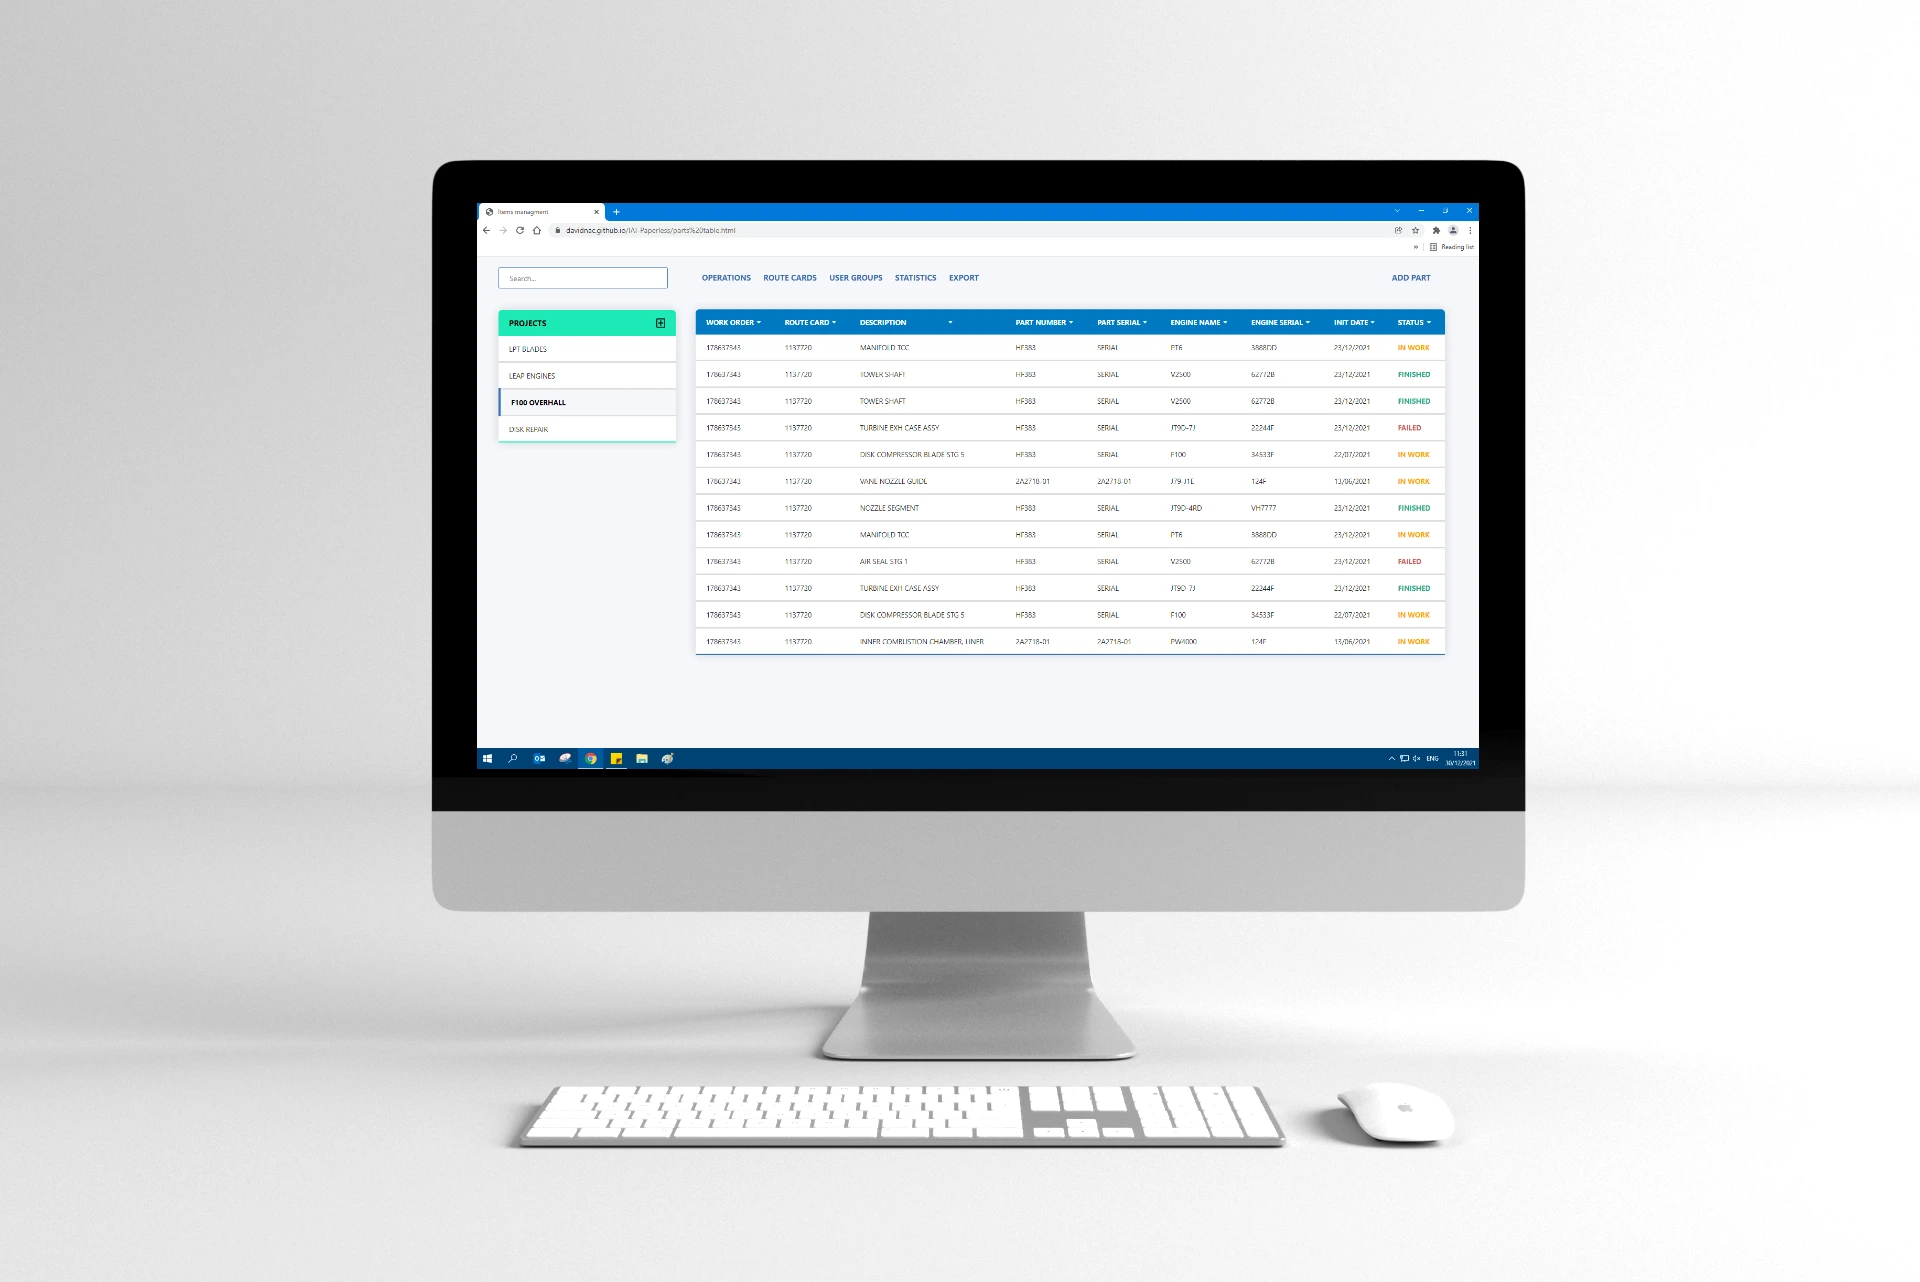 Items managment
davidnac.github.io/IAI-Paperless/parts%20table.html
Reading list
Search...
OPERATIONS ROUTE CARDS USER GROUPS STATISTICS EXPORT ADD PART
PROJECTS
LPT BLADES
LEAP ENGINES
F100 OVERHALL
DISK REPAIR
WORK ORDER ROUTE CARD DESCRIPTION PART NUMBER PART SERIAL ENGINE NAME ENGINE SERIAL INIT DATE STATUS
178637343 1137720 MANIFOLD TCC HF383 SERIAL PT6 3888DD 23/12/2021 IN WORK
178637343 1137720 TOWER SHAFT HF383 SERIAL V2500 62772B 23/12/2021 FINISHED
178637343 1137720 TOWER SHAFT HF383 SERIAL V2500 62772B 23/12/2021 FINISHED
178637343 1137720 TURBINE EXH CASE ASSY HF383 SERIAL JT9D-7J 22244F 23/12/2021 FAILED
178637343 1137720 DISK COMPRESSOR BLADE STG 5 HF383 SERIAL F100 34533F 22/07/2021 IN WORK
178637343 1137720 VANE NOZZLE GUIDE 2A2718-01 2A2718-01 J79-J1E 124F 13/06/2021 IN WORK
178637343 1137720 NOZZLE SEGMENT HF383 SERIAL JT9D-4RD VH7777 23/12/2021 FINISHED
178637343 1137720 MANIFOLD TCC HF383 SERIAL PT6 3888DD 23/12/2021 IN WORK
178637343 1137720 AIR SEAL STG 1 HF383 SERIAL V2500 62772B 23/12/2021 FAILED
178637343 1137720 TURBINE EXH CASE ASSY HF383 SERIAL JT9D-7J 22244F 23/12/2021 FINISHED
178637343 1137720 DISK COMPRESSOR BLADE STG 5 HF383 SERIAL F100 34533F 22/07/2021 IN WORK
178637343 1137720 INNER COMBUSTION CHAMBER, LINER 2A2718-01 2A2718-01 PW4000 124F 13/06/2021 IN WORK
ENG
11:31
30/12/2021